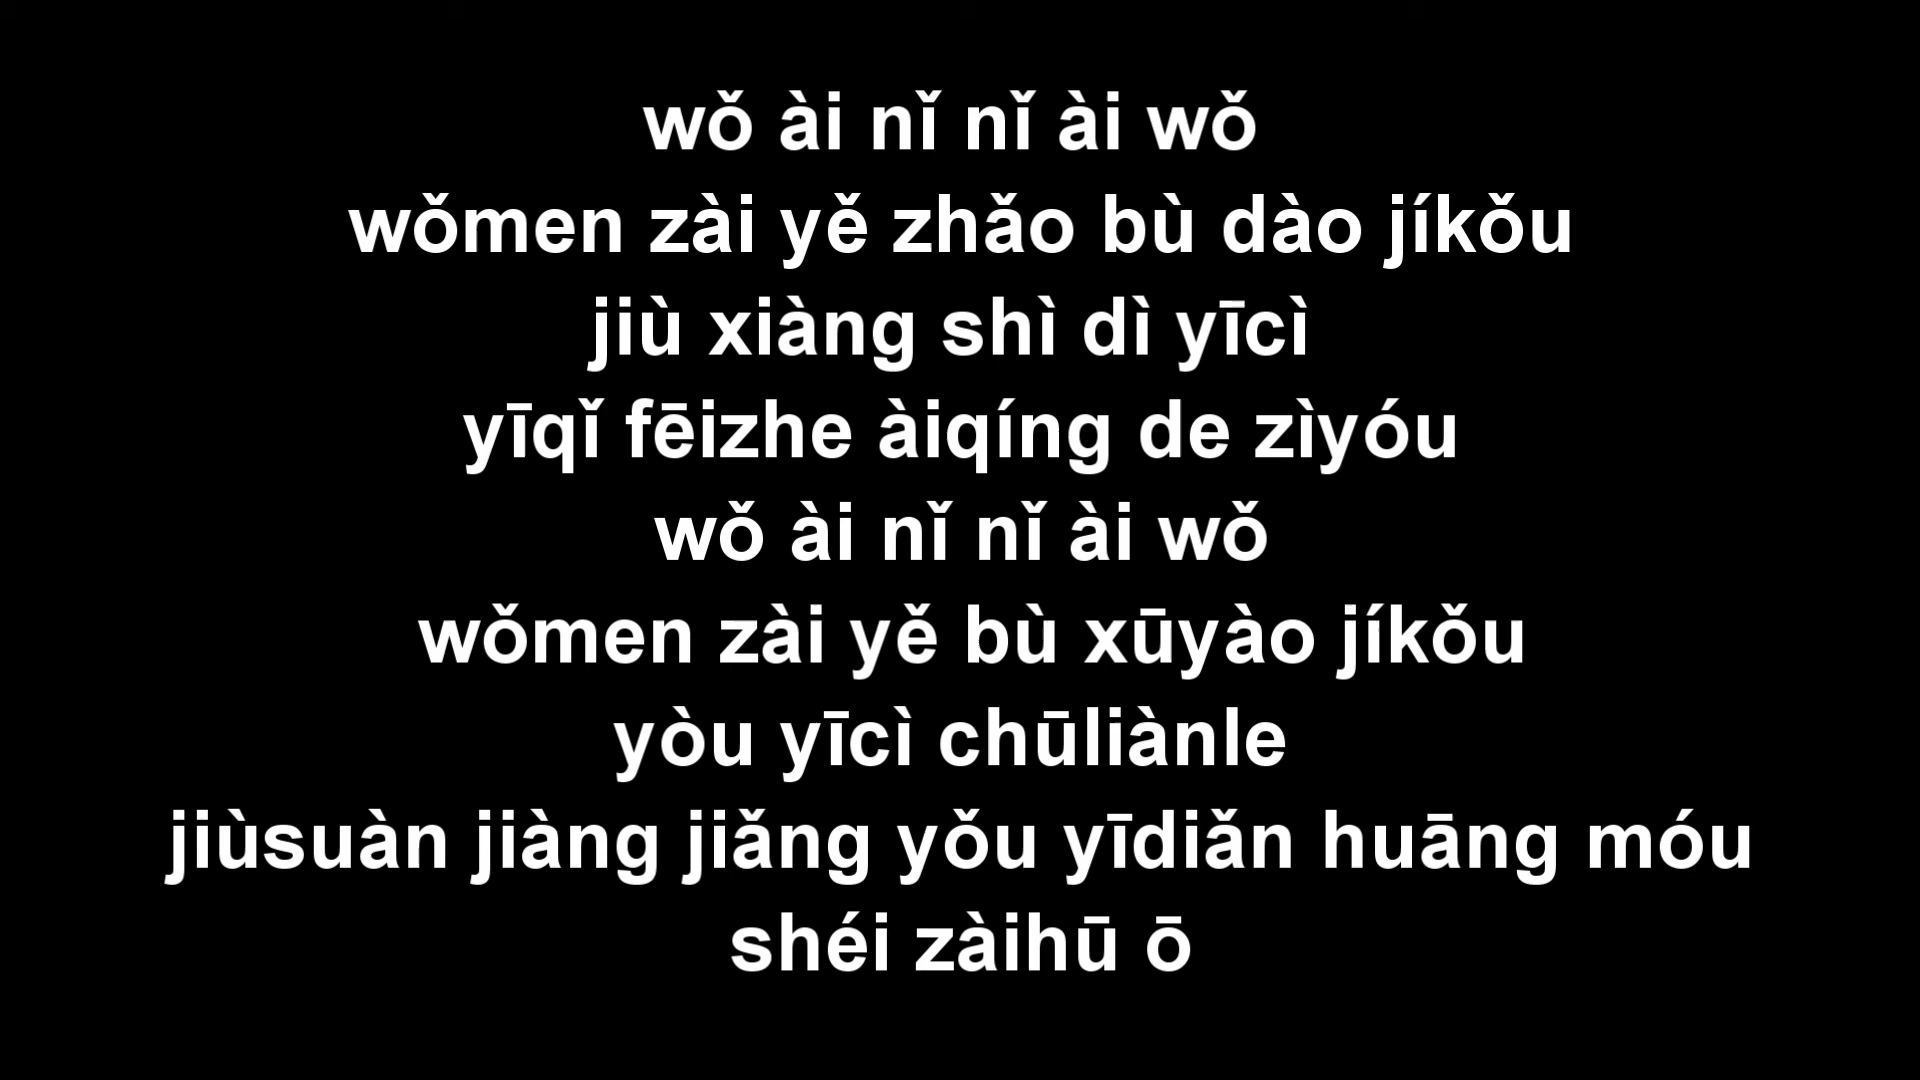 wǒ ài nǐ nǐ ài wǒ
wǒmen zài yě zhǎo bù dào jíkǒu
jiù xiàng shì dì yīcì
yīqǐ fēizhe àiqíng de zìyóu
wǒ ài nǐ nǐ ài wǒ
wǒmen zài yě bù xūyào jíkǒu
yòu yīcì chūliànle
jiùsuàn jiàng jiǎng yǒu yīdiǎn huāng móu
shéi zàihū ō